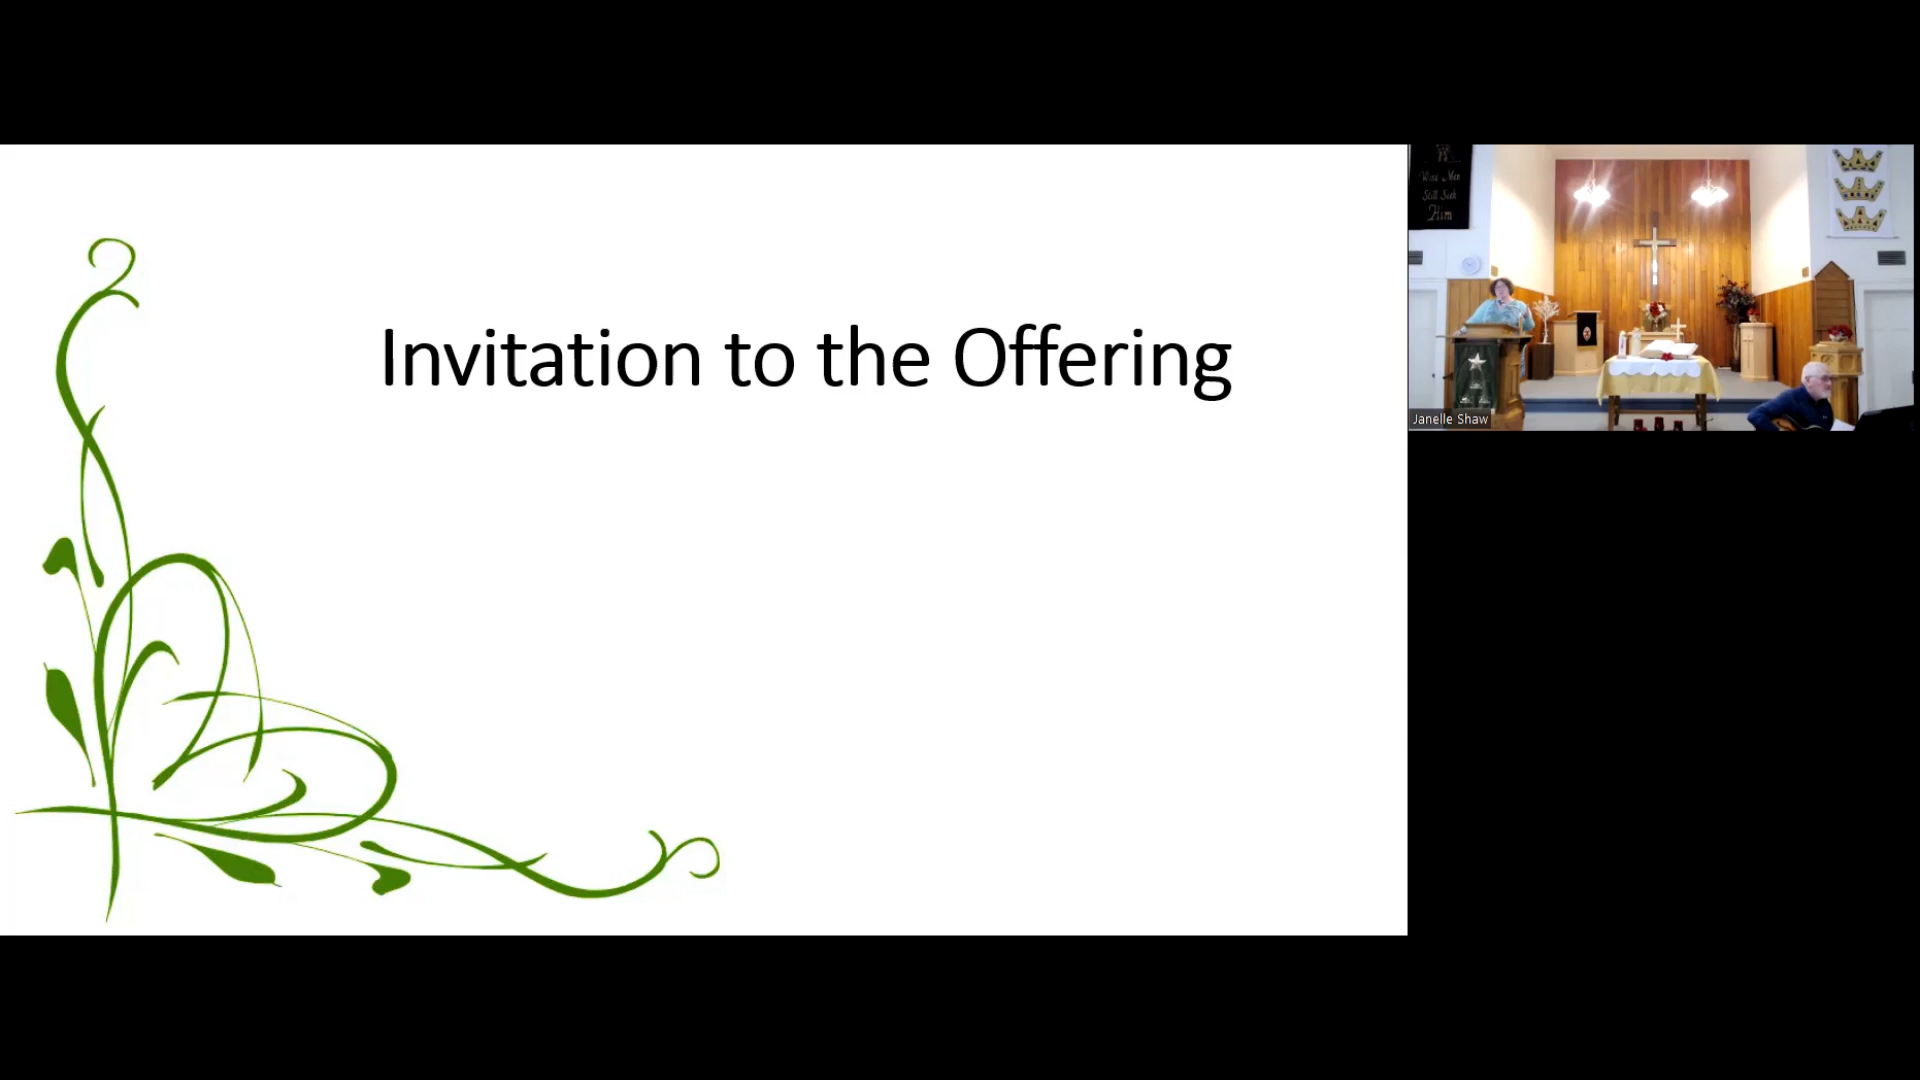 Invitation to the Offering
Wise Men
Still Seek
Him
Janelle Shaw